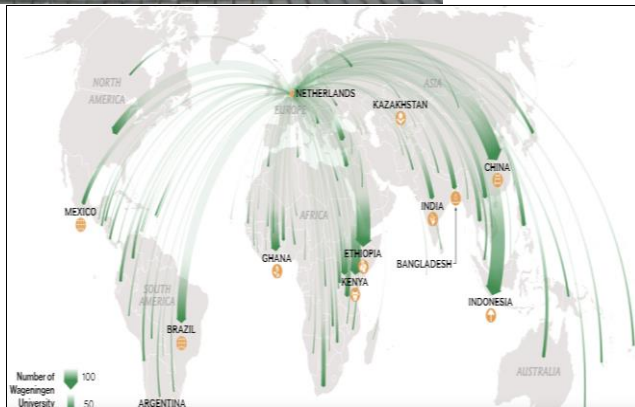 NORTH
AMERICA
NETHERLANDS
EUROPE
ASIA
KAZAKHSTAN
CHINA
MEXICO
INDIA
AFRICA
GHANA
ETHIOPIA
BANGLADESH
KENYA
SOUTH
AMERICA
INDONESIA
BRAZIL
AUSTRALIA
Number of
Wageningen
University
100
50
ARGENTINA